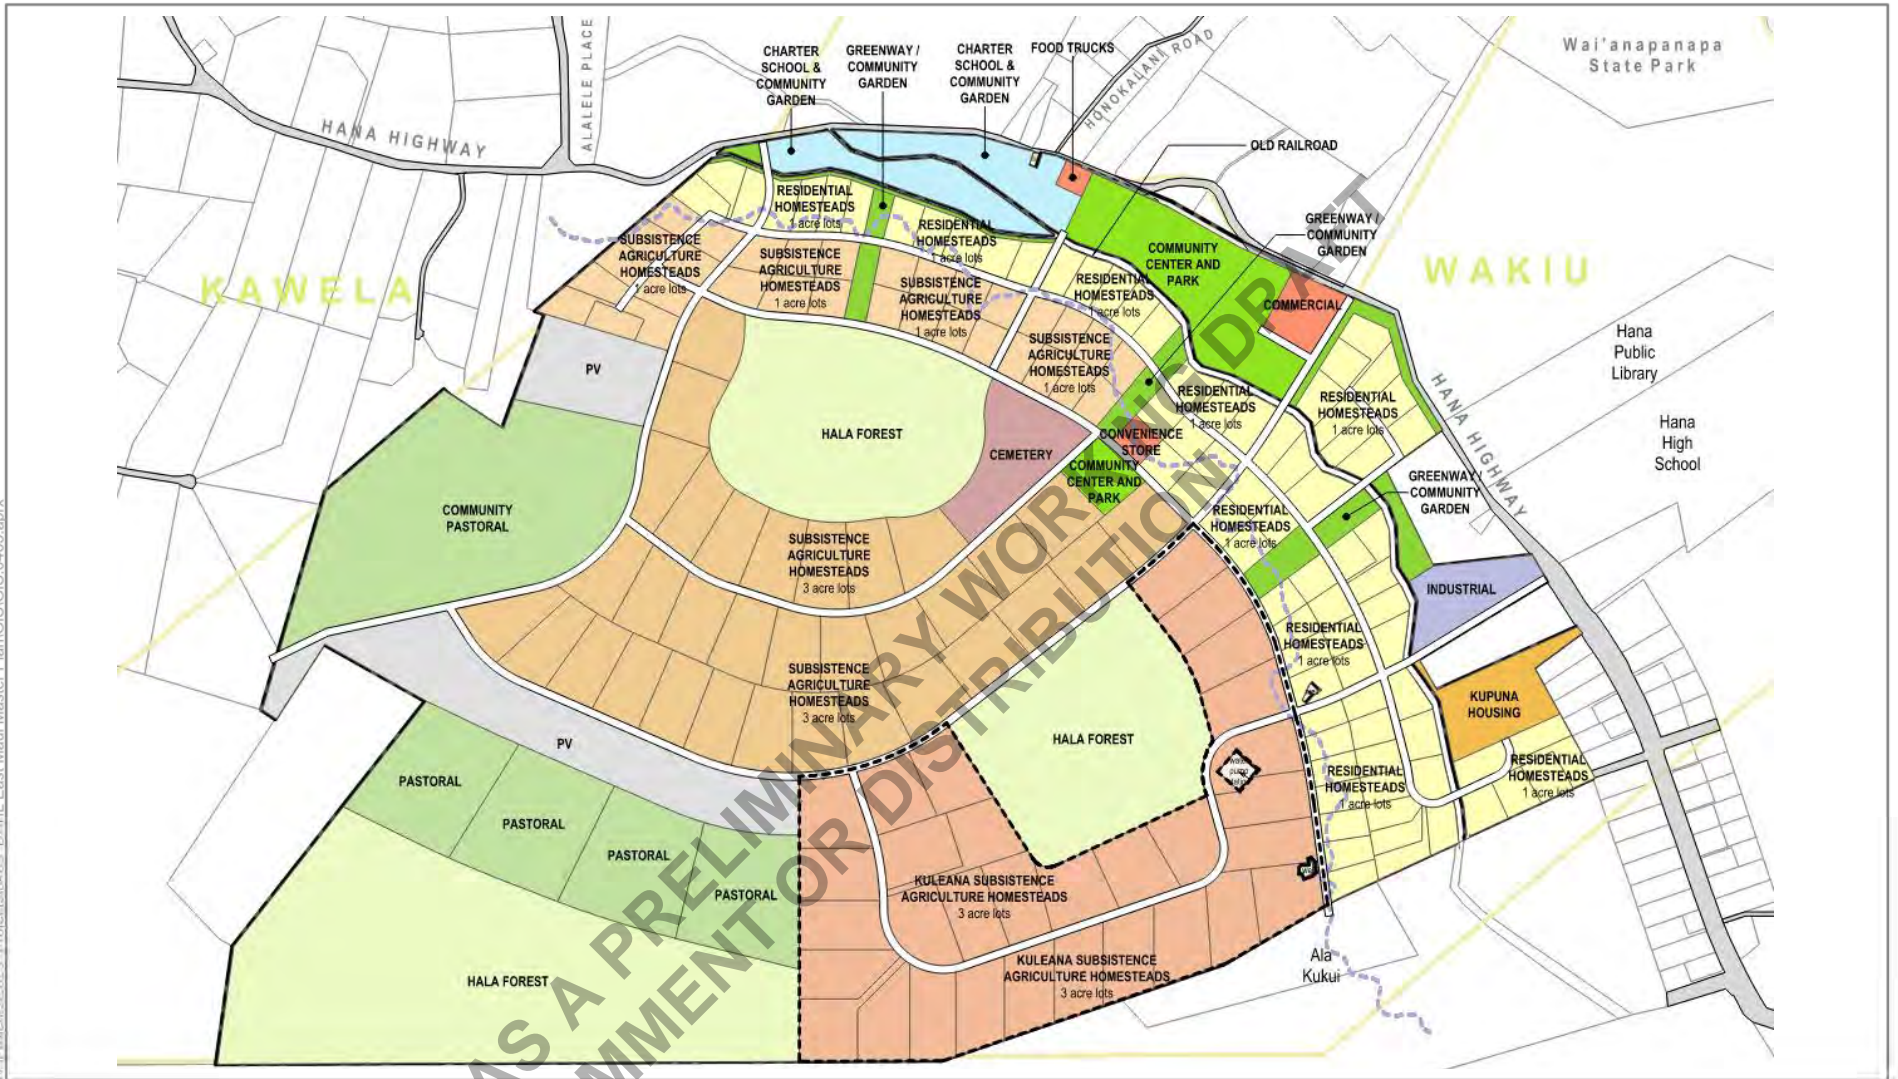 CHARTER
SCHOOL &
COMMUNITY
GARDEN
GREENWAY /
COMMUNITY
GARDEN
CHARTER
SCHOOL &
COMMUNITY
GARDEN
FOOD TRUCKS
HONOKALANI ROAD
Wai'anapanapa
State Park
ALALELE PLACE
HANA HIGHWAY
OLD RAILROAD
RESIDENTIAL
HOMESTEADS
1 acre lots
RESIDENTIAL
HOMESTEADS
1 acre lots
GREENWAY /
COMMUNITY
GARDEN
SUBSISTENCE
AGRICULTURE
HOMESTEADS
1 acre lots
SUBSISTENCE
AGRICULTURE
HOMESTEADS
1 acre lots
SUBSISTENCE
AGRICULTURE
HOMESTEADS
1 acre lots
COMMUNITY
CENTER AND
PARK
RESIDENTIAL
HOMESTEADS
1 acre lots
COMMERCIAL
KAWELA
WAKIU
Hana
Public
Library
PV
SUBSISTENCE
AGRICULTURE
HOMESTEADS
1 acre lots
RESIDENTIAL
HOMESTEADS
1 acre lots
RESIDENTIAL
HOMESTEADS
1 acre lots
HANA HIGHWAY
Hana
High
School
HALA FOREST
CEMETERY
CONVENIENCE
STORE
COMMUNITY
CENTER AND
PARK
GREENWAY /
COMMUNITY
GARDEN
COMMUNITY
PASTORAL
RESIDENTIAL
HOMESTEADS
1 acre lots
SUBSISTENCE
AGRICULTURE
HOMESTEADS
3 acre lots
INDUSTRIAL
RESIDENTIAL
HOMESTEADS
1 acre lots
SUBSISTENCE
AGRICULTURE
HOMESTEADS
3 acre lots
KUPUNA
HOUSING
PV
HALA FOREST
RESIDENTIAL
HOMESTEADS
1 acre lots
RESIDENTIAL
HOMESTEADS
1 acre lots
PASTORAL
PASTORAL
PASTORAL
PASTORAL
KULEANA SUBSISTENCE
AGRICULTURE HOMESTEADS
3 acre lots
KULEANA SUBSISTENCE
AGRICULTURE HOMESTEADS
3 acre lots
HALA FOREST
Ala
Kukui
AS A PRELIMINARY WORKING DRAFT
MMENT OR DISTRIBUTION